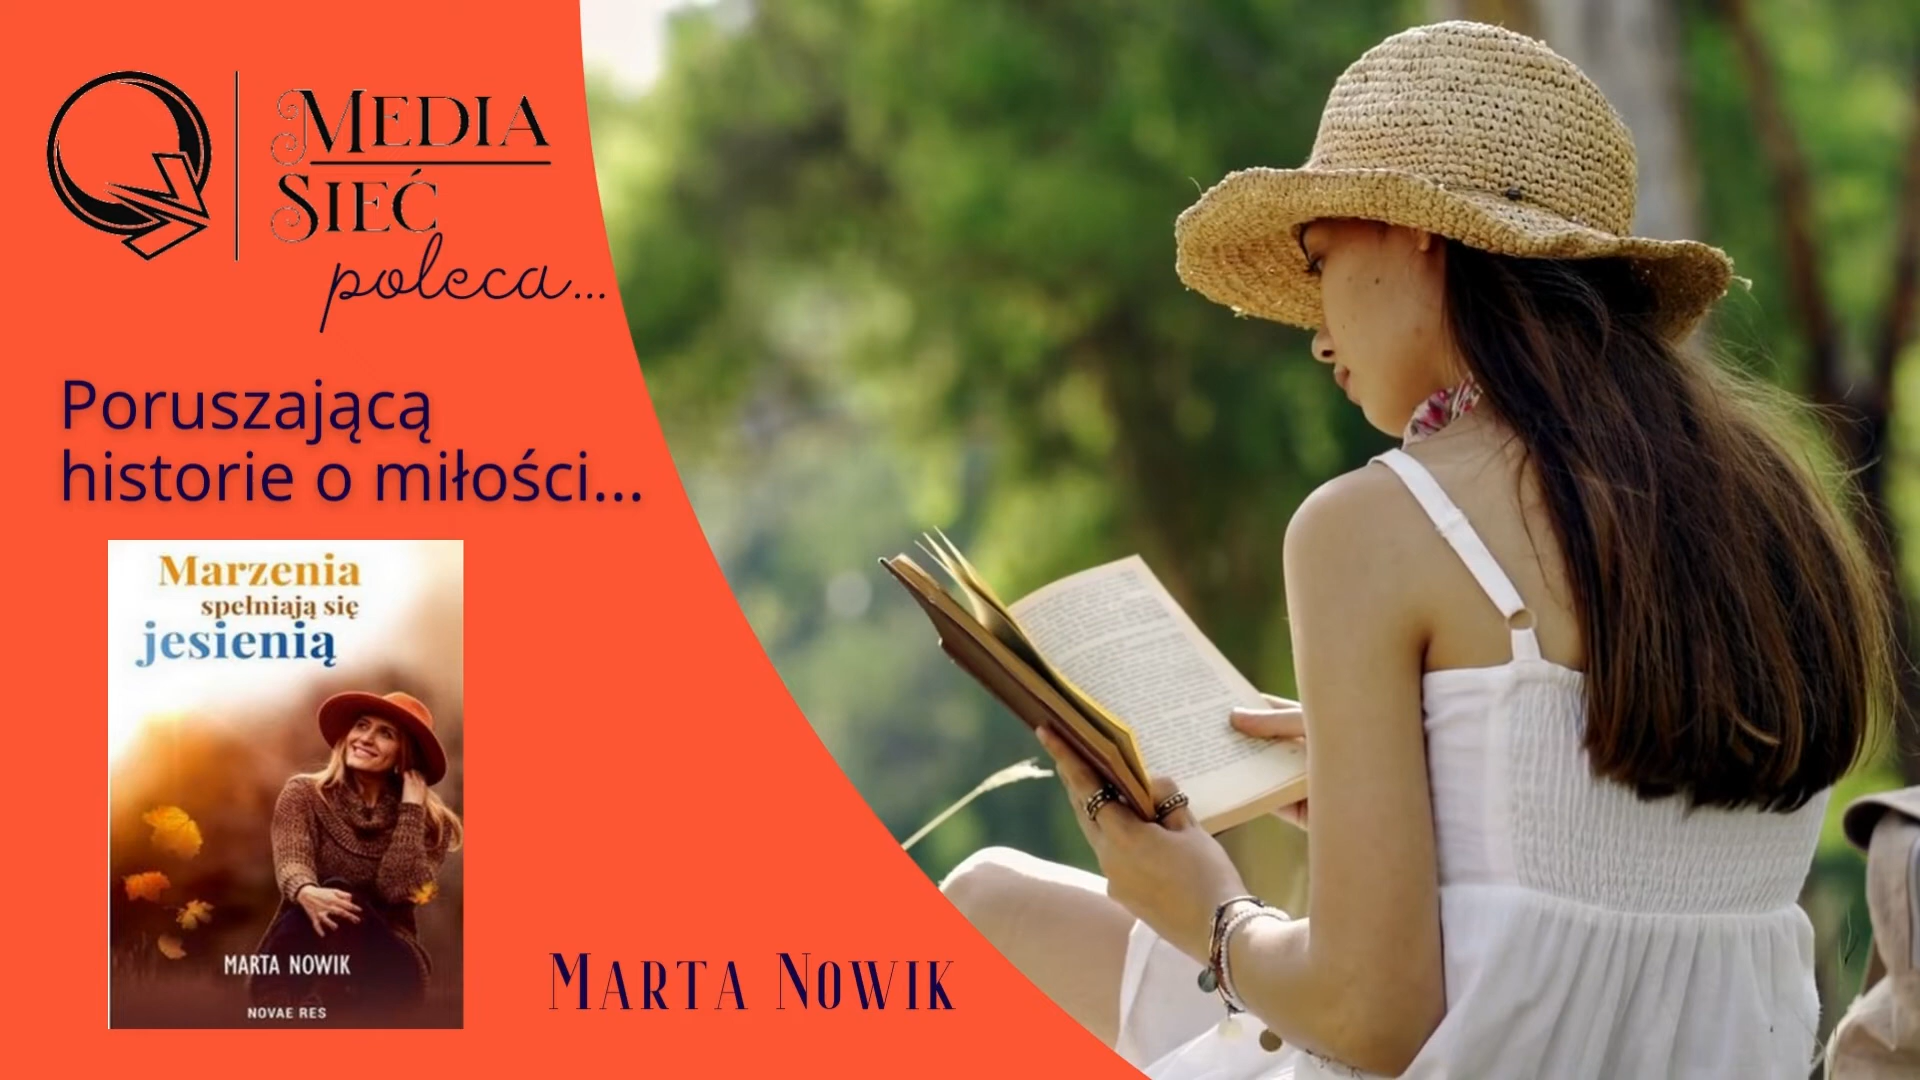 MEDIA
SIEĆ
poleca...
Poruszającą
historie o miłości...
Marzenia
spełniają się
jesienią
MARTA NOWIK
NOVAE RES
MARTA NOWIK